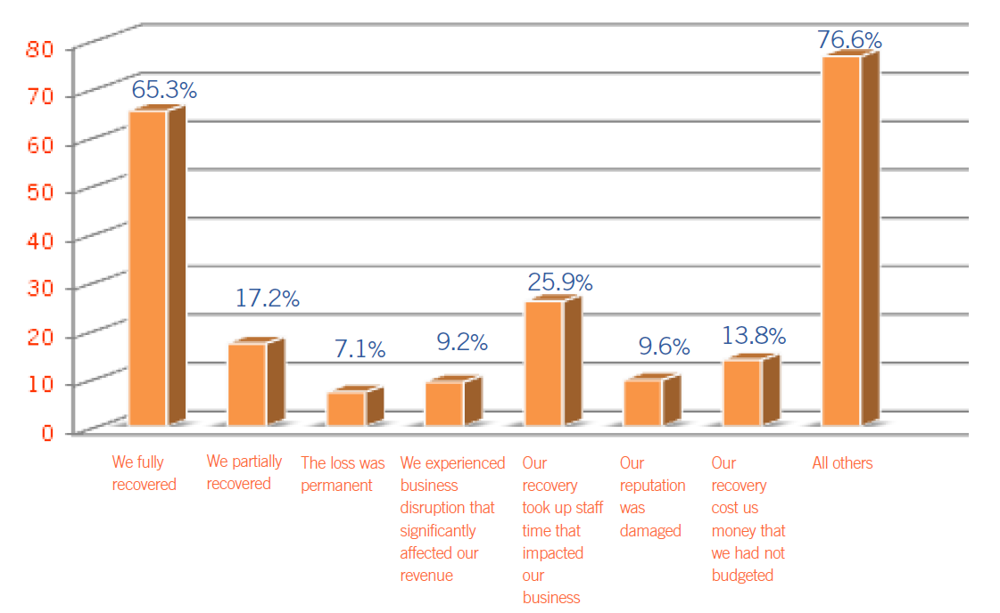 80
70
60
50
40
30
20
10
0
65.3%
17.2%
7.1%
9.2%
25.9%
9.6%
13.8%
76.6%
We fully
recovered
We partially
recovered
The loss was
permanent
We experienced
business
disruption that
significantly
affected our
revenue
Our
recovery
took up staff
time that
impacted
our
business
Our
reputation
was
damaged
Our
recovery
cost us
money that
we had not
budgeted
All others